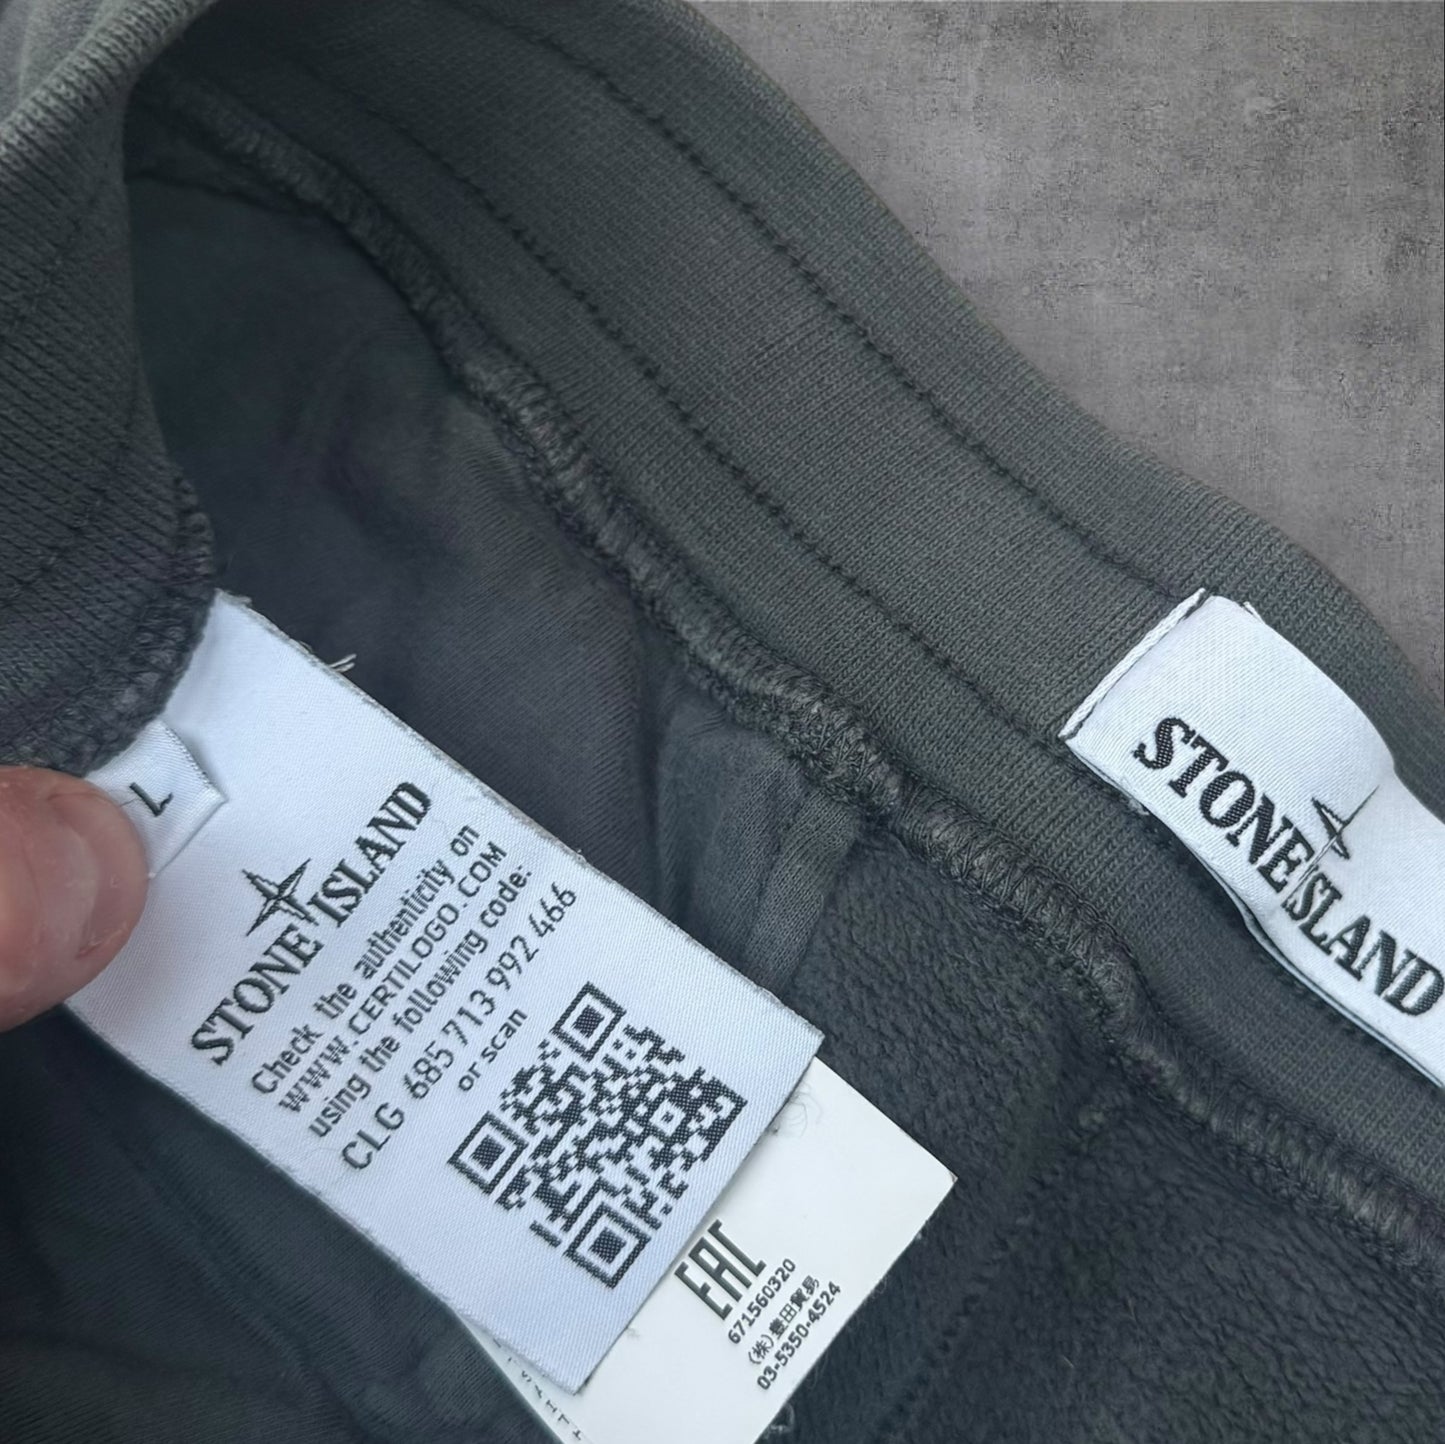 L
STONE ISLAND
Check the authenticity on
WWW.CERTILOGO.COM
using the following code:
CLG 685 713 992 466
or scan
EAC
671560320
(株)豊田貿易
03-5350-4524
STONE ISLAND